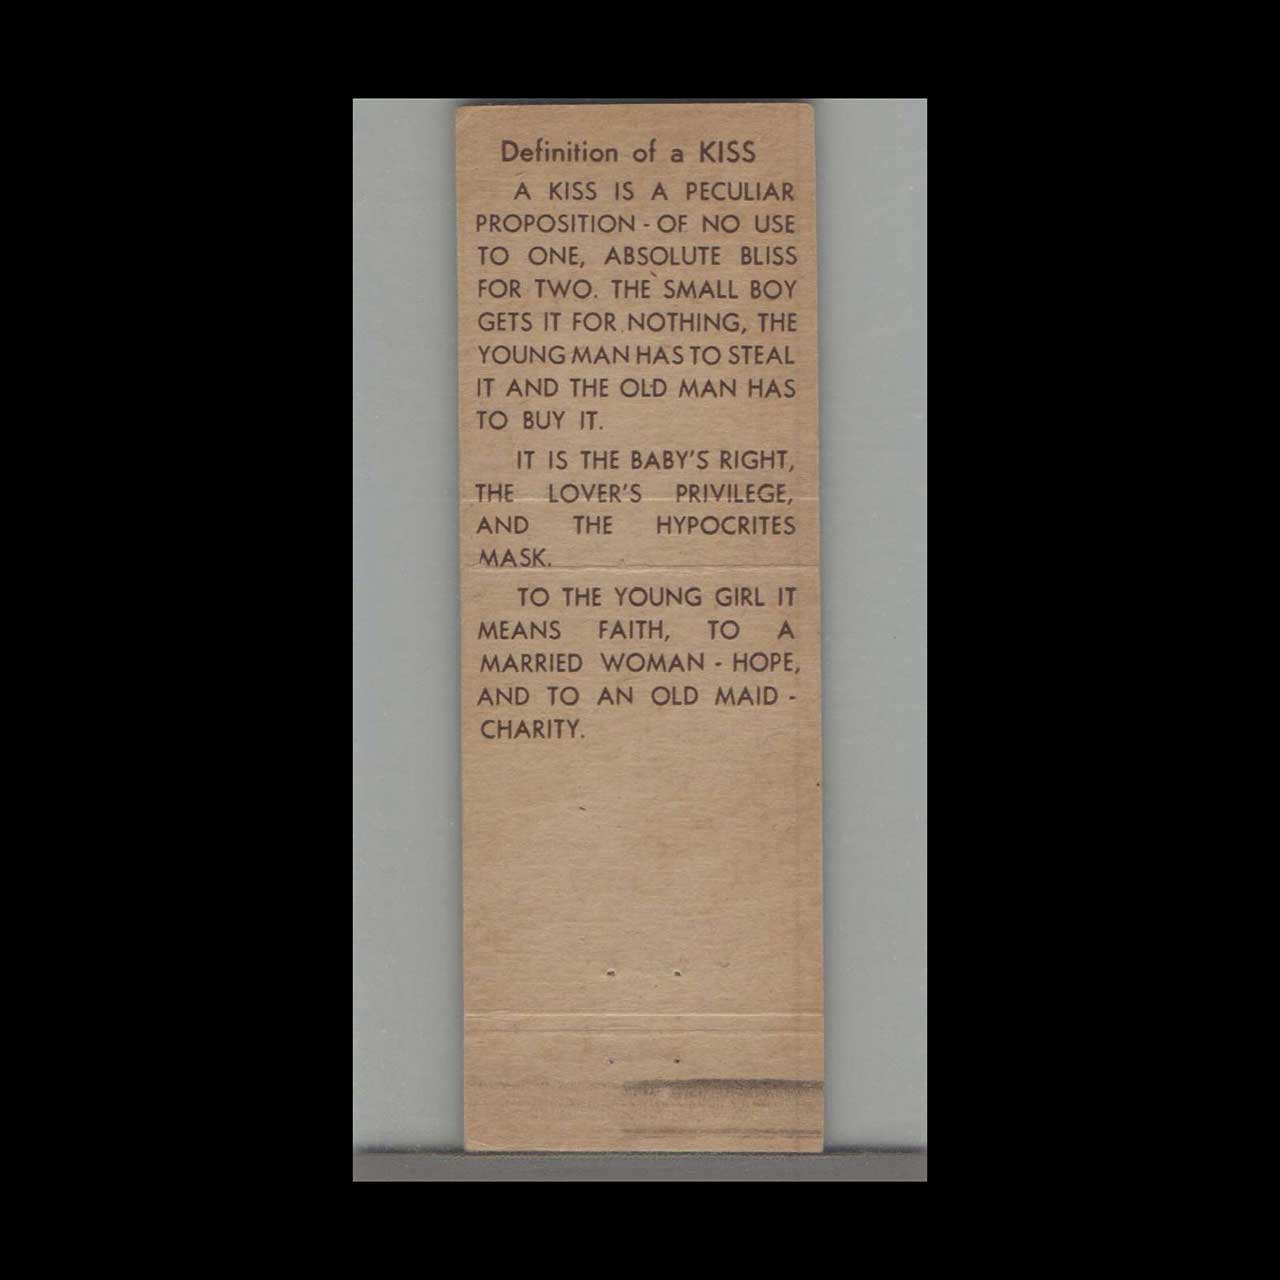 Definition of a KISS
A KISS IS A PECULIAR
PROPOSITION - OF NO USE
TO ONE, ABSOLUTE BLISS
FOR TWO. THE SMALL BOY
GETS IT FOR NOTHING, THE
YOUNG MAN HAS TO STEAL
IT AND THE OLD MAN HAS
TO BUY IT.
IT IS THE BABY'S RIGHT,
THE LOVER'S PRIVILEGE,
AND THE HYPOCRITES
MASK.
TO THE YOUNG GIRL IT
MEANS FAITH, TO A
MARRIED WOMAN - HOPE,
AND TO AN OLD MAID -
CHARITY.